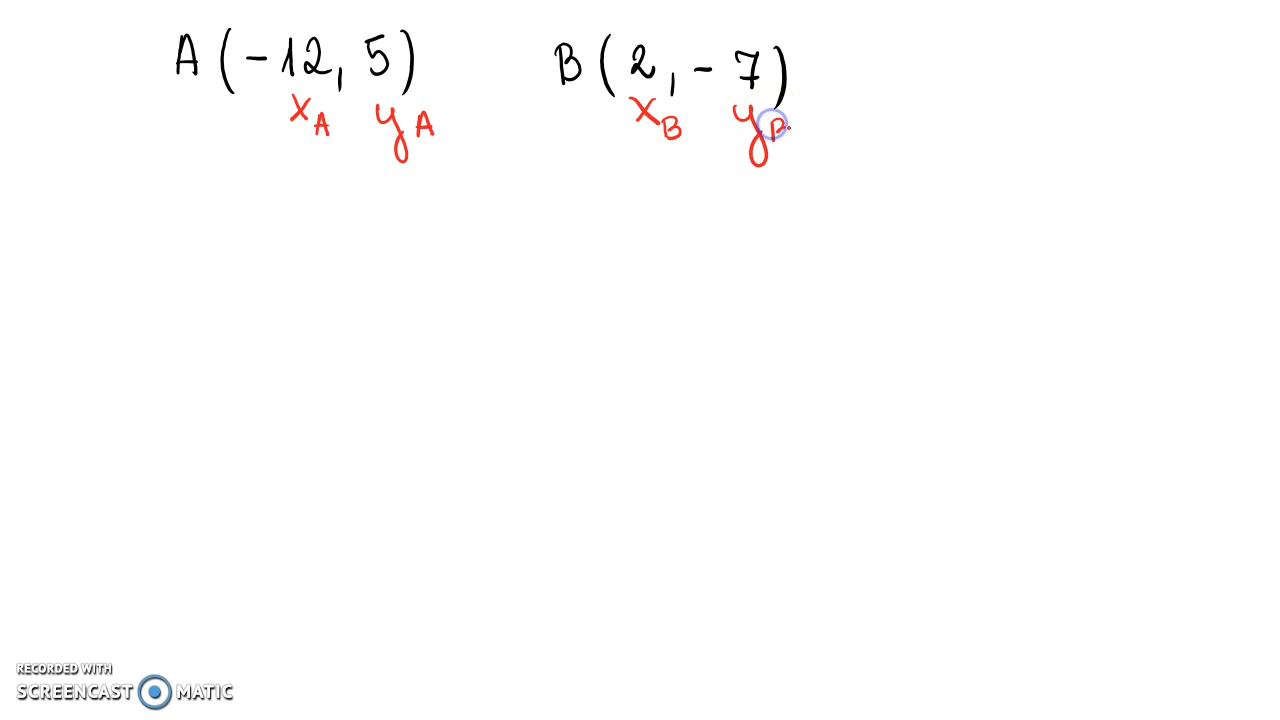 A (-12, 5) B (2, -7)
x_A y_A x_B y_B
RECORDED WITH
SCREENCAST MATIC